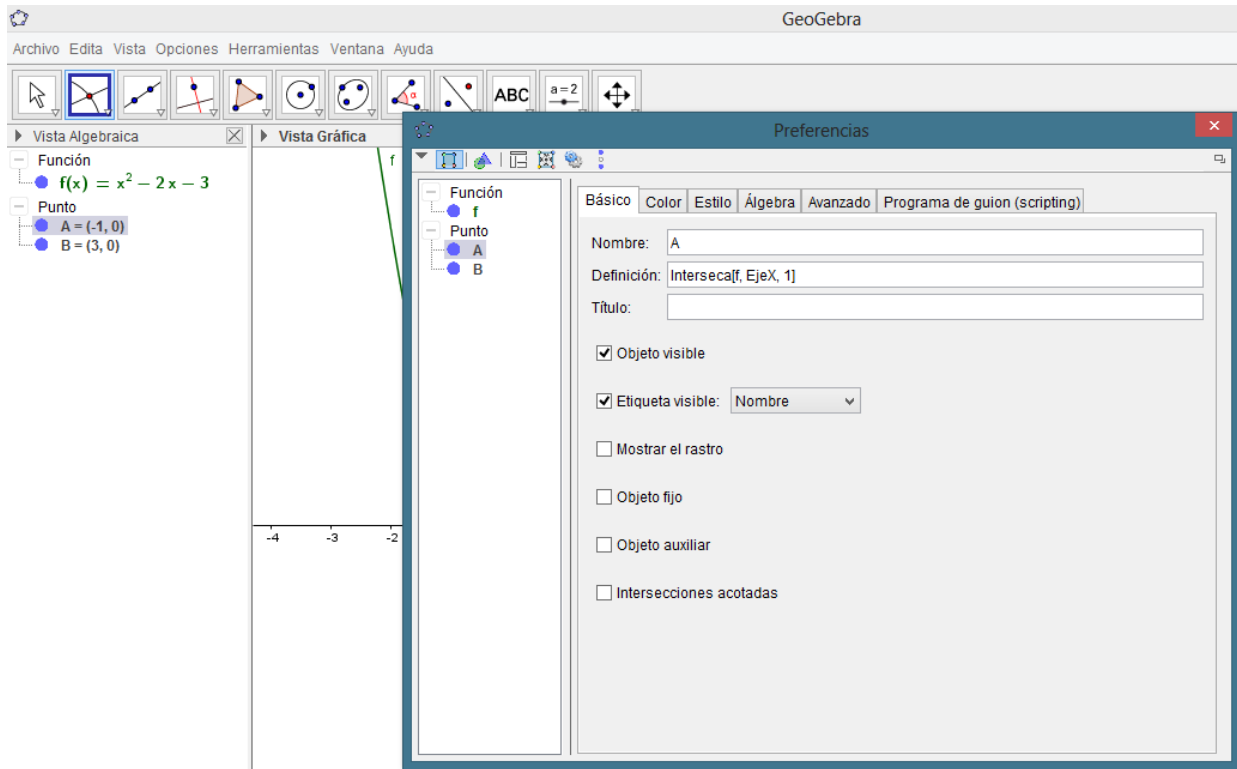 GeoGebra
Archivo Edita Vista Opciones Herramientas Ventana Ayuda
ABC
a = 2
α
Vista Algebraica
Función
f(x) = x² − 2 x − 3
Punto
A = (-1, 0)
B = (3, 0)
Vista Gráfica
f
-4 -3 -2
Preferencias
Función
f
Punto
A
B
Básico Color Estilo Álgebra Avanzado Programa de guion (scripting)
Nombre: A
Definición: Interseca[f, EjeX, 1]
Título:
Objeto visible
Etiqueta visible: Nombre
Mostrar el rastro
Objeto fijo
Objeto auxiliar
Intersecciones acotadas